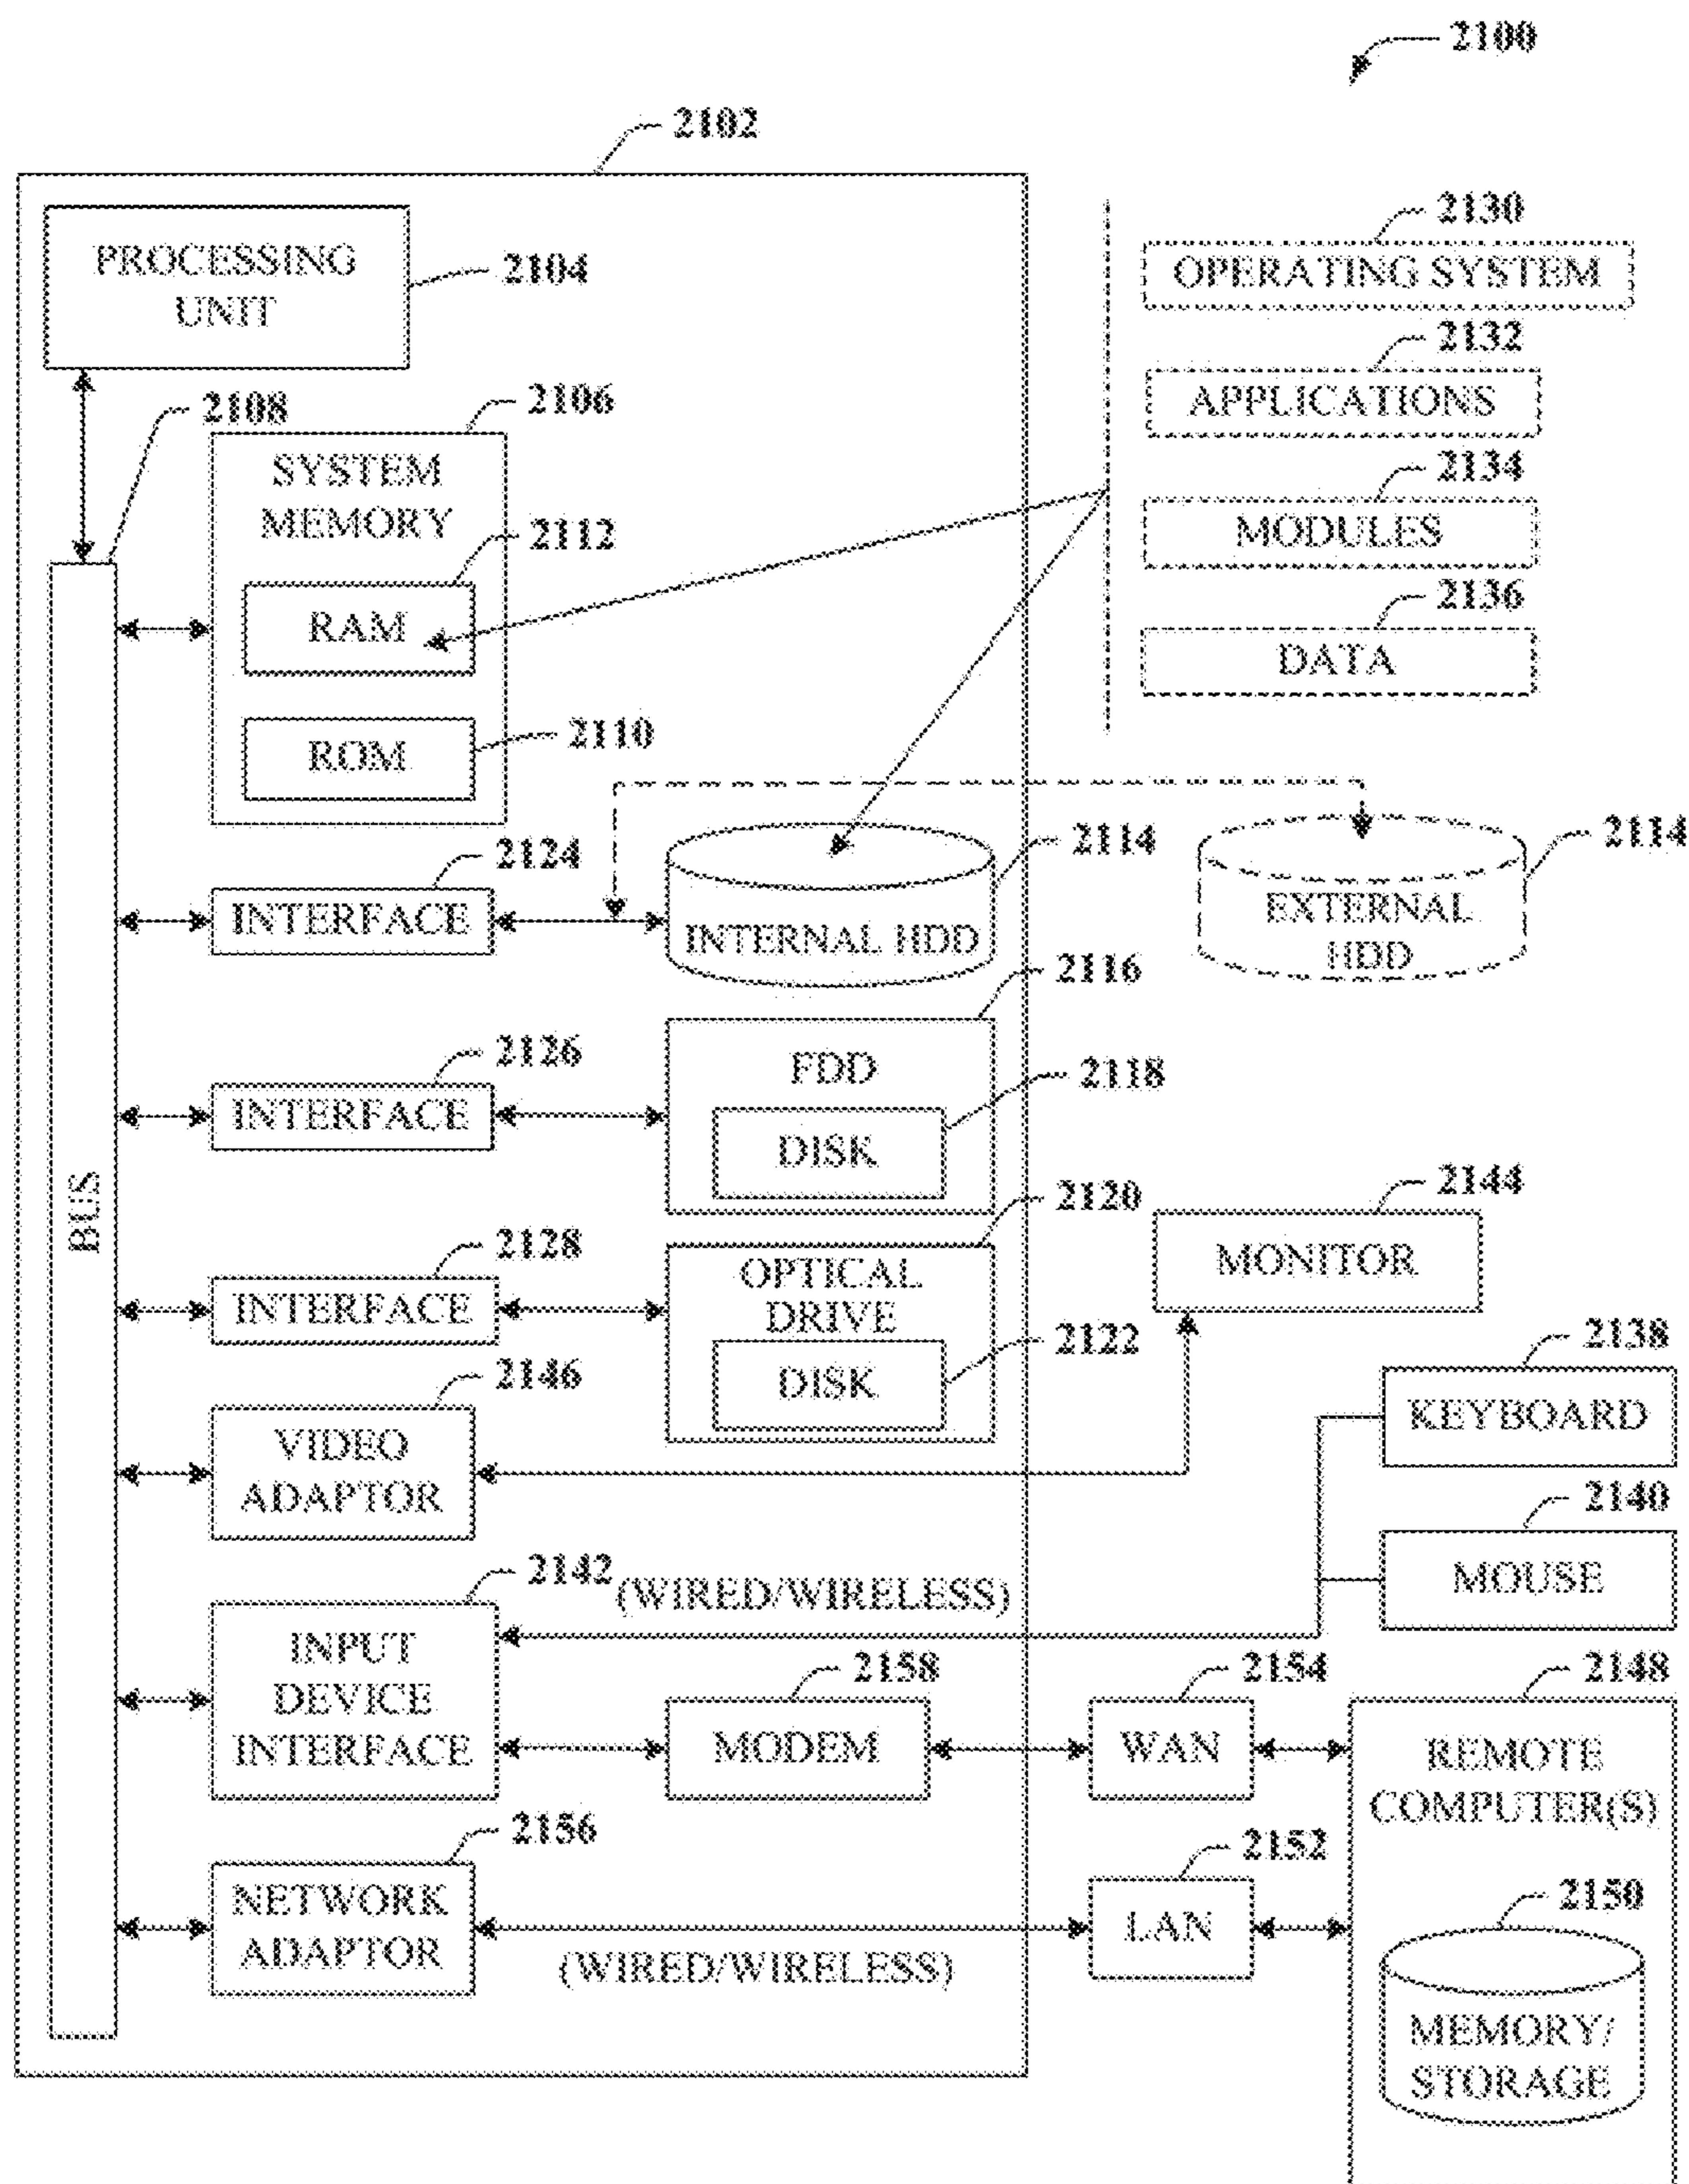 2100
2102
PROCESSING
UNIT
2104
2108
2106
SYSTEM
MEMORY
2112
RAM
ROM
2110
2130
OPERATING SYSTEM
2132
APPLICATIONS
2134
MODULES
2136
DATA
2124
INTERFACE
INTERNAL HDD
2114
EXTERNAL
HDD
2114
2116
2126
INTERFACE
FDD
2118
DISK
BUS
2120
2128
INTERFACE
OPTICAL
DRIVE
2122
DISK
2144
MONITOR
2138
KEYBOARD
2146
VIDEO
ADAPTOR
2140
MOUSE
2142
(WIRED/WIRELESS)
INPUT
DEVICE
INTERFACE
2158
MODEM
2154
WAN
2148
REMOTE
COMPUTER(S)
2156
NETWORK
ADAPTOR
(WIRED/WIRELESS)
2152
LAN
2150
MEMORY/
STORAGE